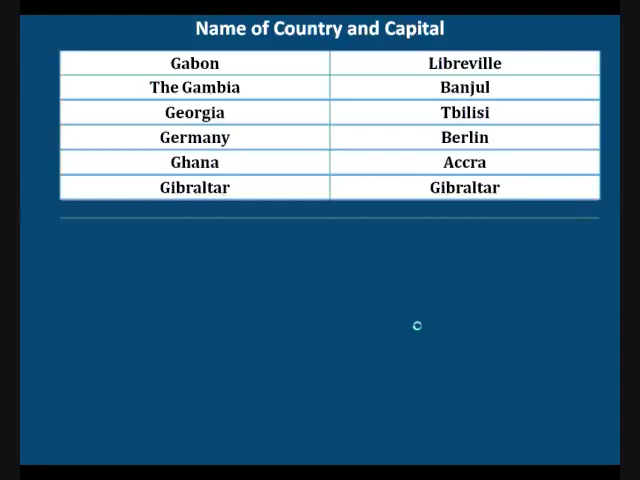 Name of Country and Capital
Gabon Libreville
The Gambia Banjul
Georgia Tbilisi
Germany Berlin
Ghana Accra
Gibraltar Gibraltar